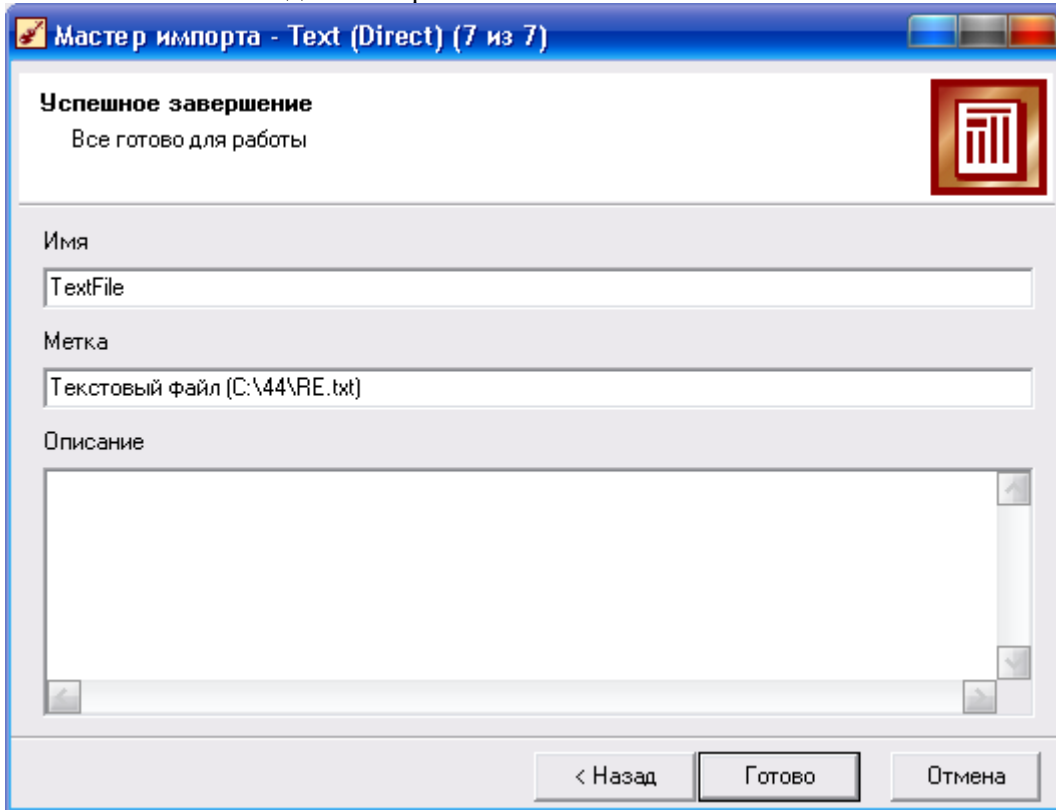 Мастер импорта - Text (Direct) (7 из 7)
Успешное завершение
Все готово для работы
Имя
TextFile
Метка
Текстовый файл (C:\44\RE.txt)
Описание
< Назад Готово Отмена